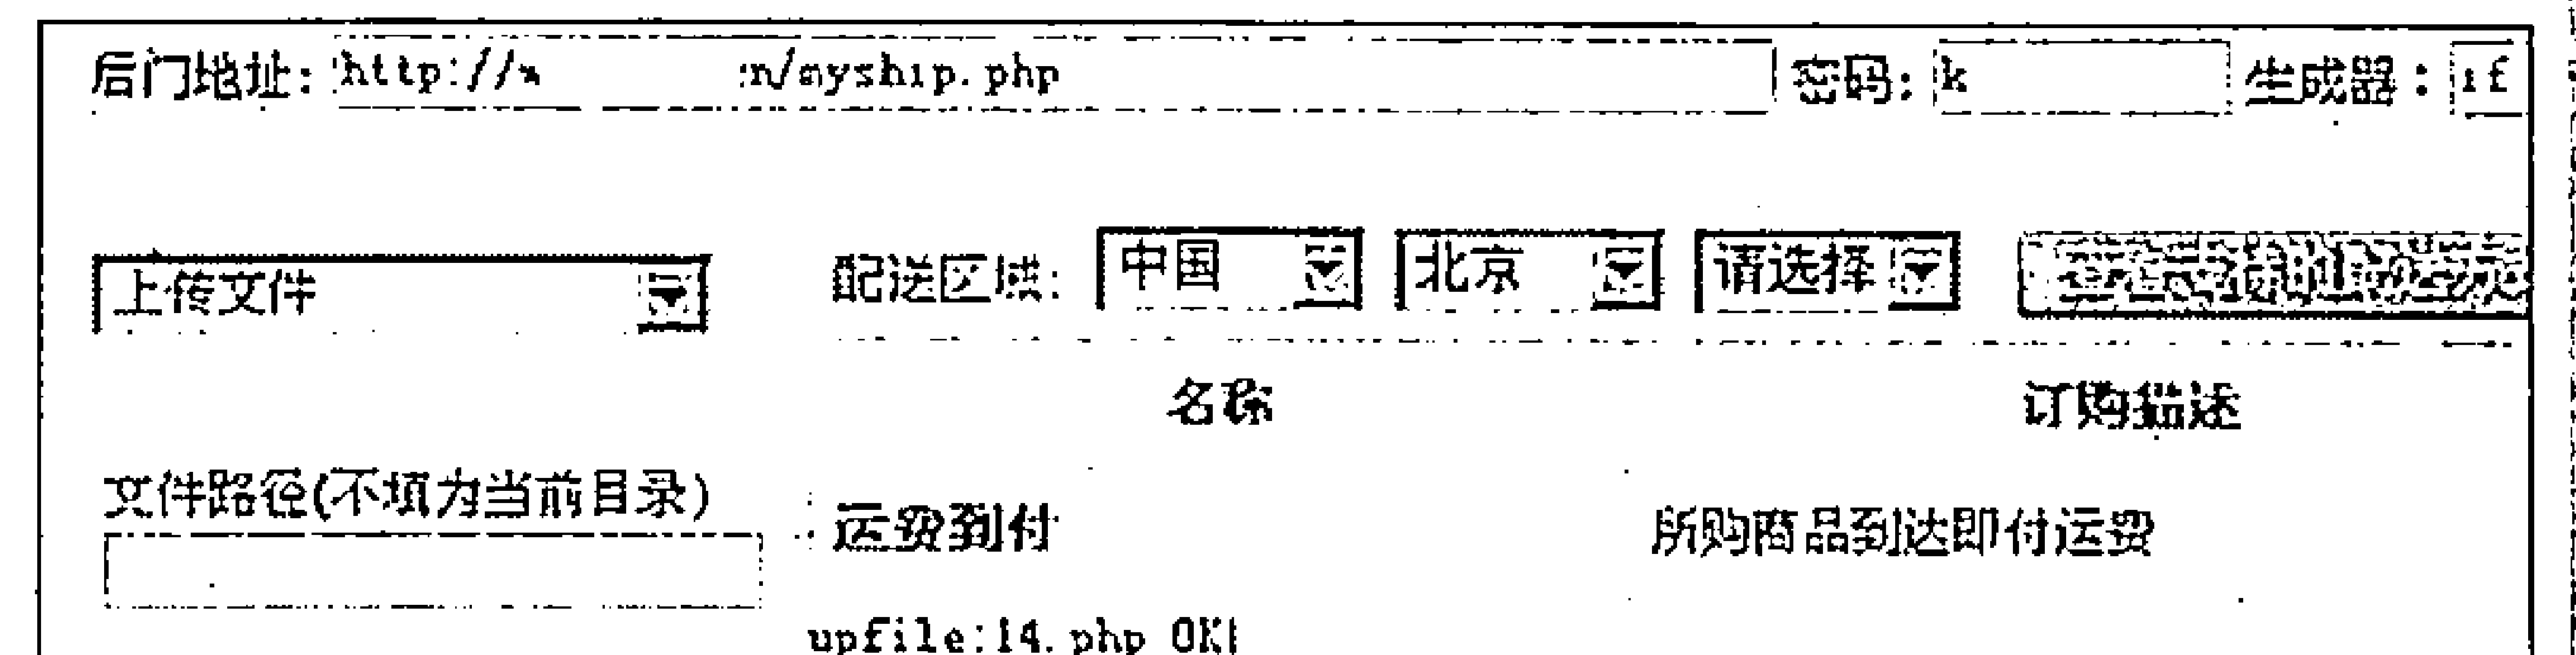 后门地址: http://x :n/myship.php 密码: k 生成器: if
上传文件 配送区域: 中国 北京 请选择
名称 订购描述
文件路径(不填为当前目录)
运费到付 所购商品到达即付运费
upfile:14.php OK!